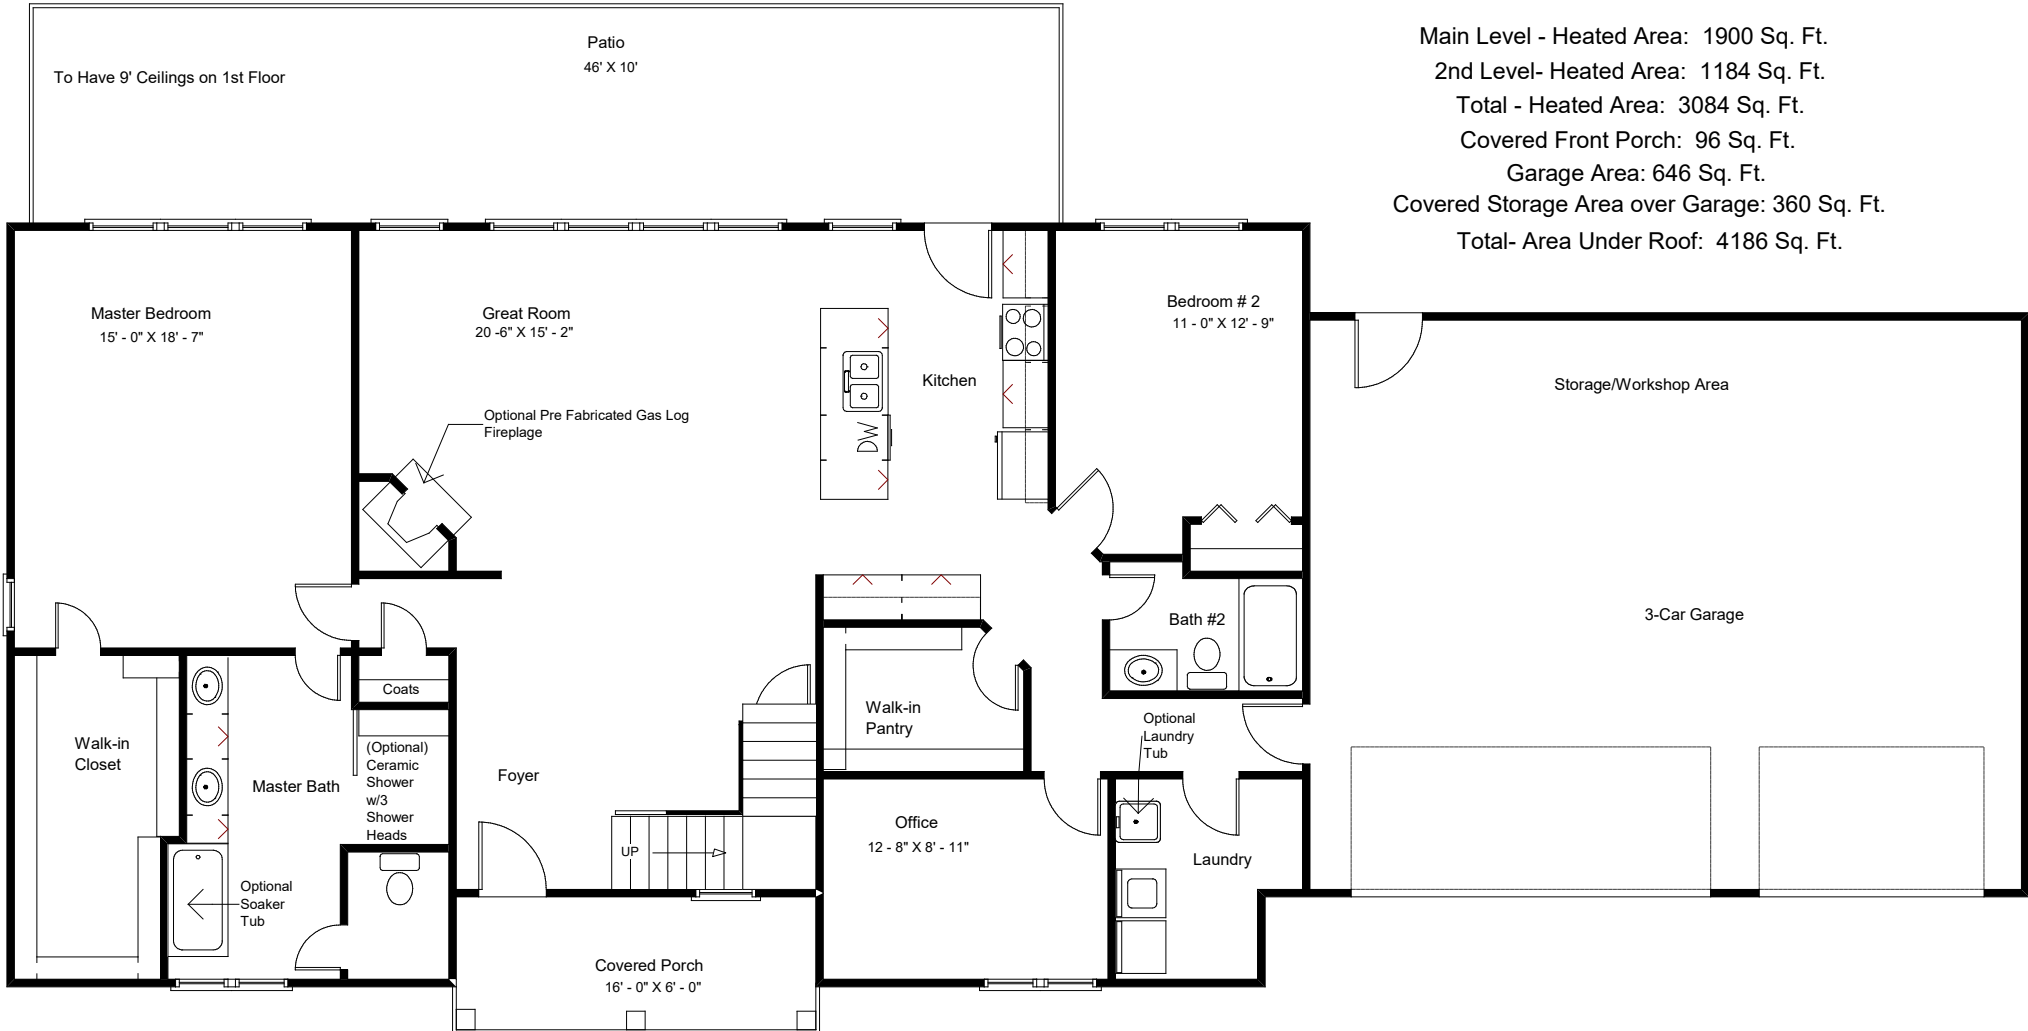 Patio
46' X 10'
To Have 9' Ceilings on 1st Floor
Main Level - Heated Area: 1900 Sq. Ft.
2nd Level- Heated Area: 1184 Sq. Ft.
Total - Heated Area: 3084 Sq. Ft.
Covered Front Porch: 96 Sq. Ft.
Garage Area: 646 Sq. Ft.
Covered Storage Area over Garage: 360 Sq. Ft.
Total- Area Under Roof: 4186 Sq. Ft.
Master Bedroom
15' - 0" X 18' - 7"
Great Room
20 -6" X 15' - 2"
Bedroom # 2
11 - 0" X 12' - 9"
Kitchen
DW
Storage/Workshop Area
Optional Pre Fabricated Gas Log
Fireplage
3-Car Garage
Bath #2
Coats
Walk-in
Closet
Master Bath
(Optional)
Ceramic
Shower
w/3
Shower
Heads
Foyer
Walk-in
Pantry
Optional
Laundry
Tub
UP
Office
12 - 8" X 8' - 11"
Laundry
Optional
Soaker
Tub
Covered Porch
16' - 0" X 6' - 0"